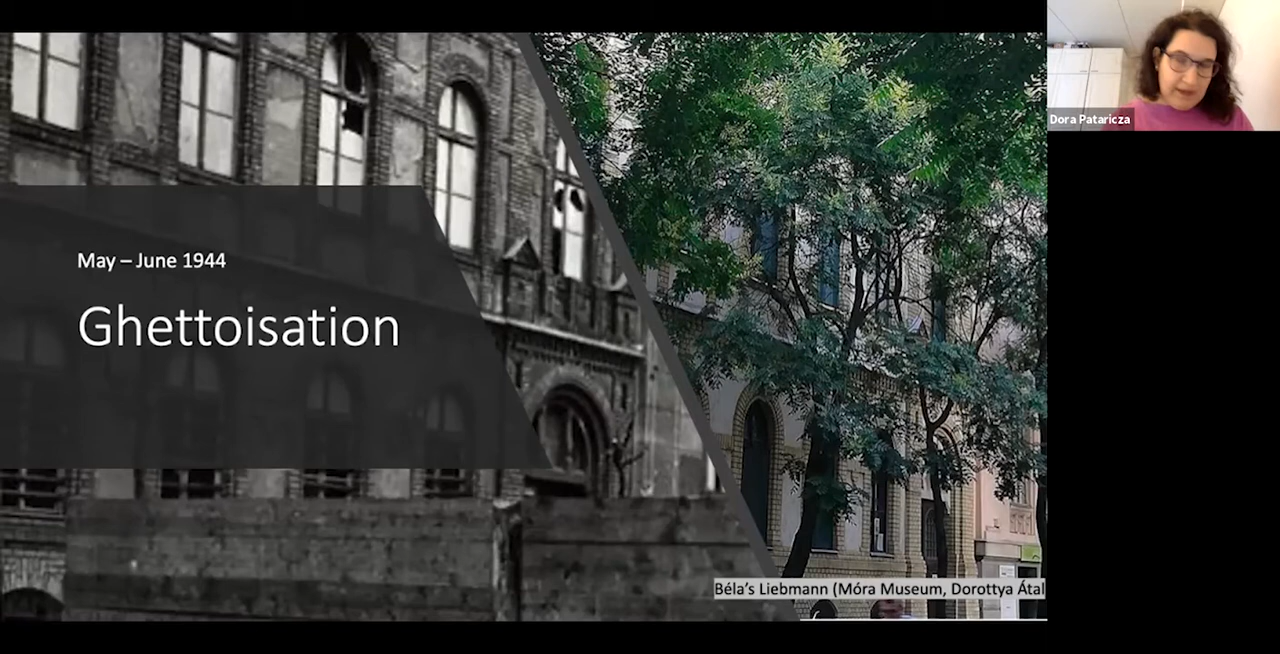 May – June 1944
Ghettoisation
Béla's Liebmann (Móra Museum, Dorottya Átal
Dora Pataricza